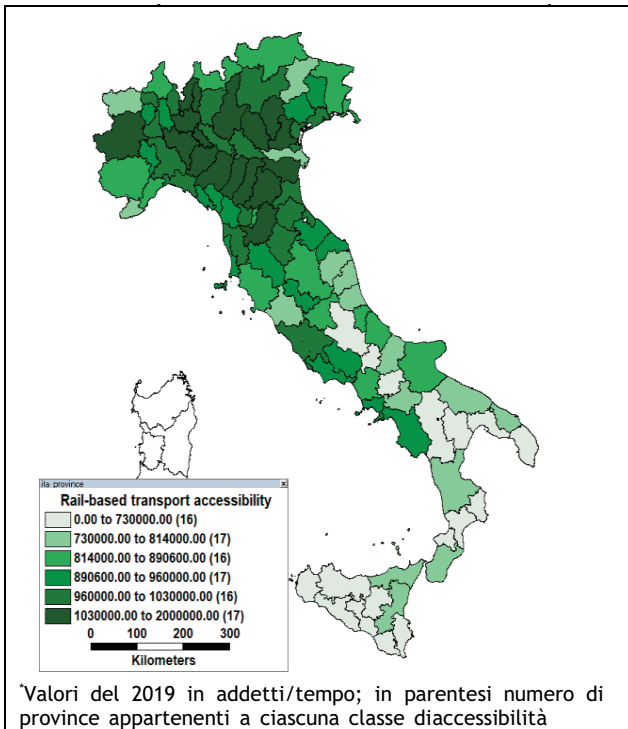 ita_province x
Rail-based transport accessibility
0.00 to 730000.00 (16)
730000.00 to 814000.00 (17)
814000.00 to 890600.00 (16)
890600.00 to 960000.00 (17)
960000.00 to 1030000.00 (16)
1030000.00 to 2000000.00 (17)
0 100 200 300
Kilometers
*Valori del 2019 in addetti/tempo; in parentesi numero di
province appartenenti a ciascuna classe diaccessibilità